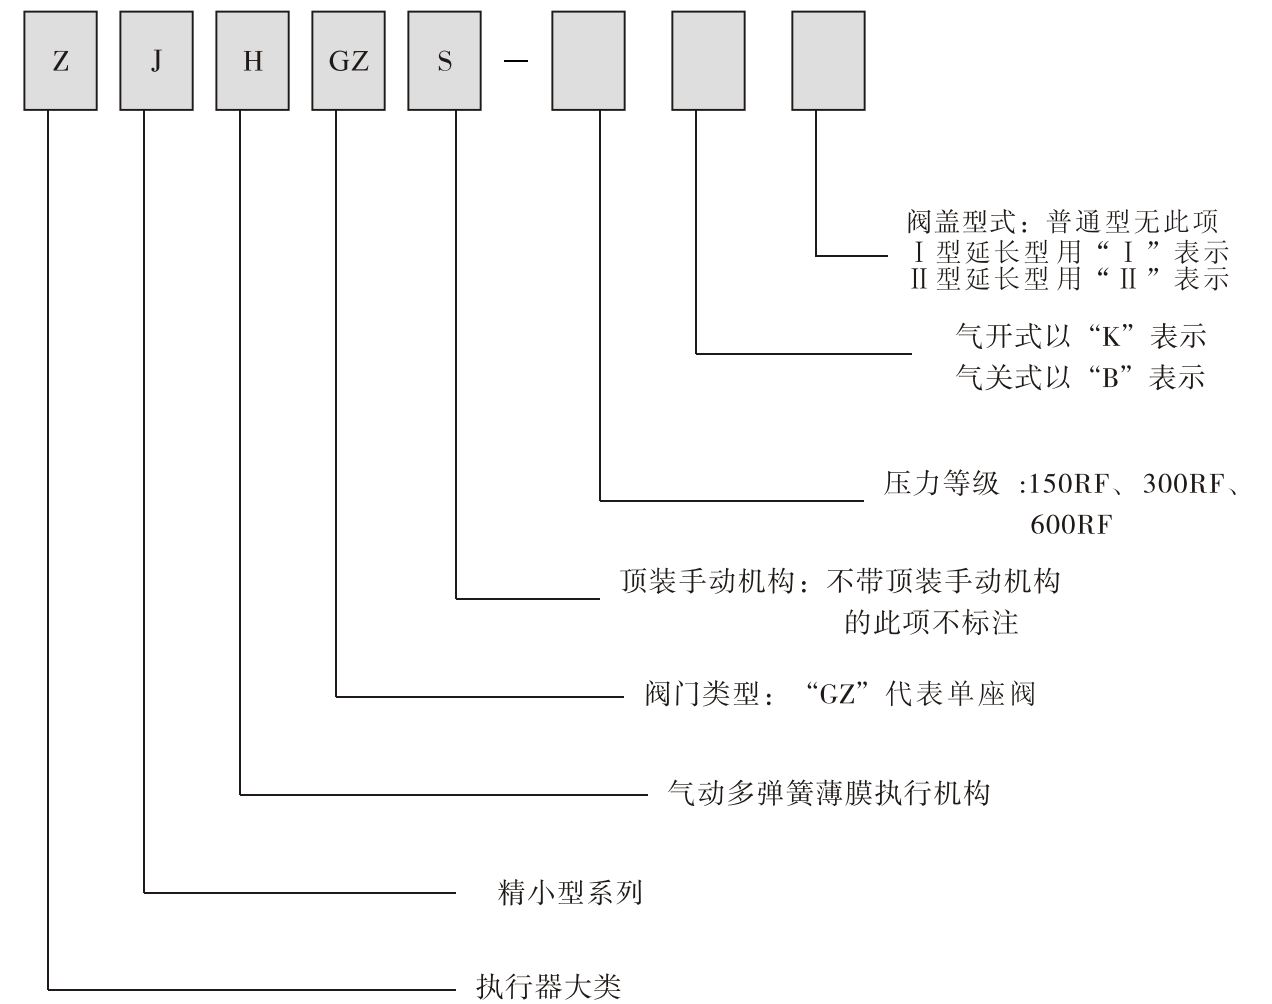 Z J H GZ S –
阀盖型式：普通型无此项
Ⅰ型延长型用“Ⅰ”表示
Ⅱ型延长型用“Ⅱ”表示
气开式以“K”表示
气关式以“B”表示
压力等级 :150RF、300RF、
600RF
顶装手动机构：不带顶装手动机构
的此项不标注
阀门类型：“GZ”代表单座阀
气动多弹簧薄膜执行机构
精小型系列
执行器大类